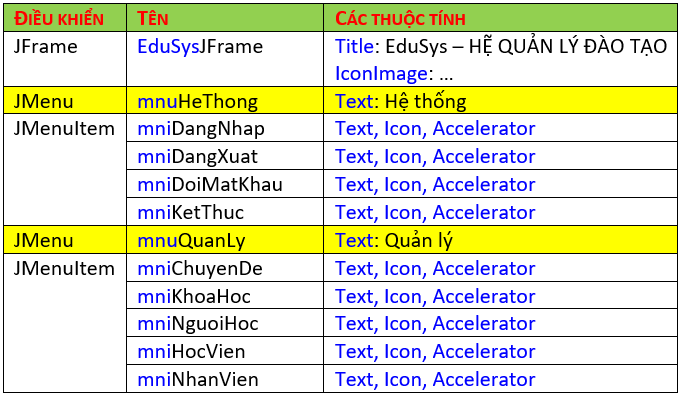 ĐIỀU KHIỂN TÊN CÁC THUỘC TÍNH
JFrame EduSysJFrame Title: EduSys – HỆ QUẢN LÝ ĐÀO TẠO
IconImage: ...
JMenu mnuHeThong Text: Hệ thống
JMenuItem mniDangNhap Text, Icon, Accelerator
mniDangXuat Text, Icon, Accelerator
mniDoiMatKhau Text, Icon, Accelerator
mniKetThuc Text, Icon, Accelerator
JMenu mnuQuanLy Text: Quản lý
JMenuItem mniChuyenDe Text, Icon, Accelerator
mniKhoaHoc Text, Icon, Accelerator
mniNguoiHoc Text, Icon, Accelerator
mniHocVien Text, Icon, Accelerator
mniNhanVien Text, Icon, Accelerator